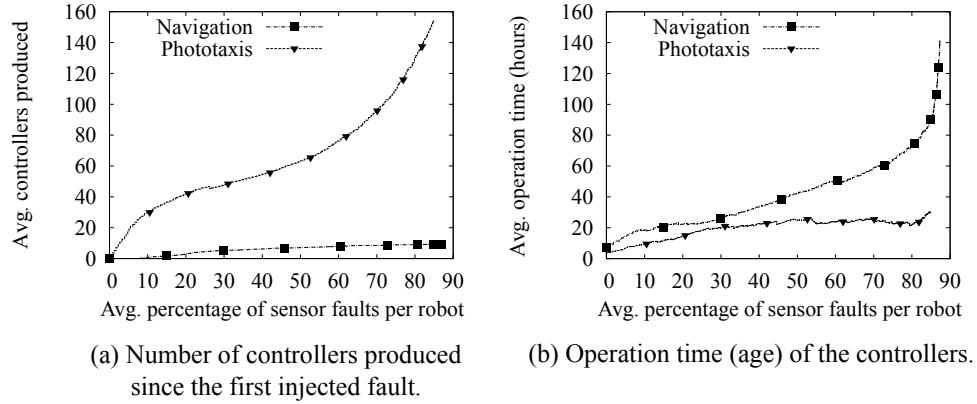 Avg. controllers produced
160
140
120
100
80
60
40
20
0
Navigation
Phototaxis
0 10 20 30 40 50 60 70 80 90
Avg. percentage of sensor faults per robot
(a) Number of controllers produced
since the first injected fault.
Avg. operation time (hours)
160
140
120
100
80
60
40
20
0
Navigation
Phototaxis
0 10 20 30 40 50 60 70 80 90
Avg. percentage of sensor faults per robot
(b) Operation time (age) of the controllers.